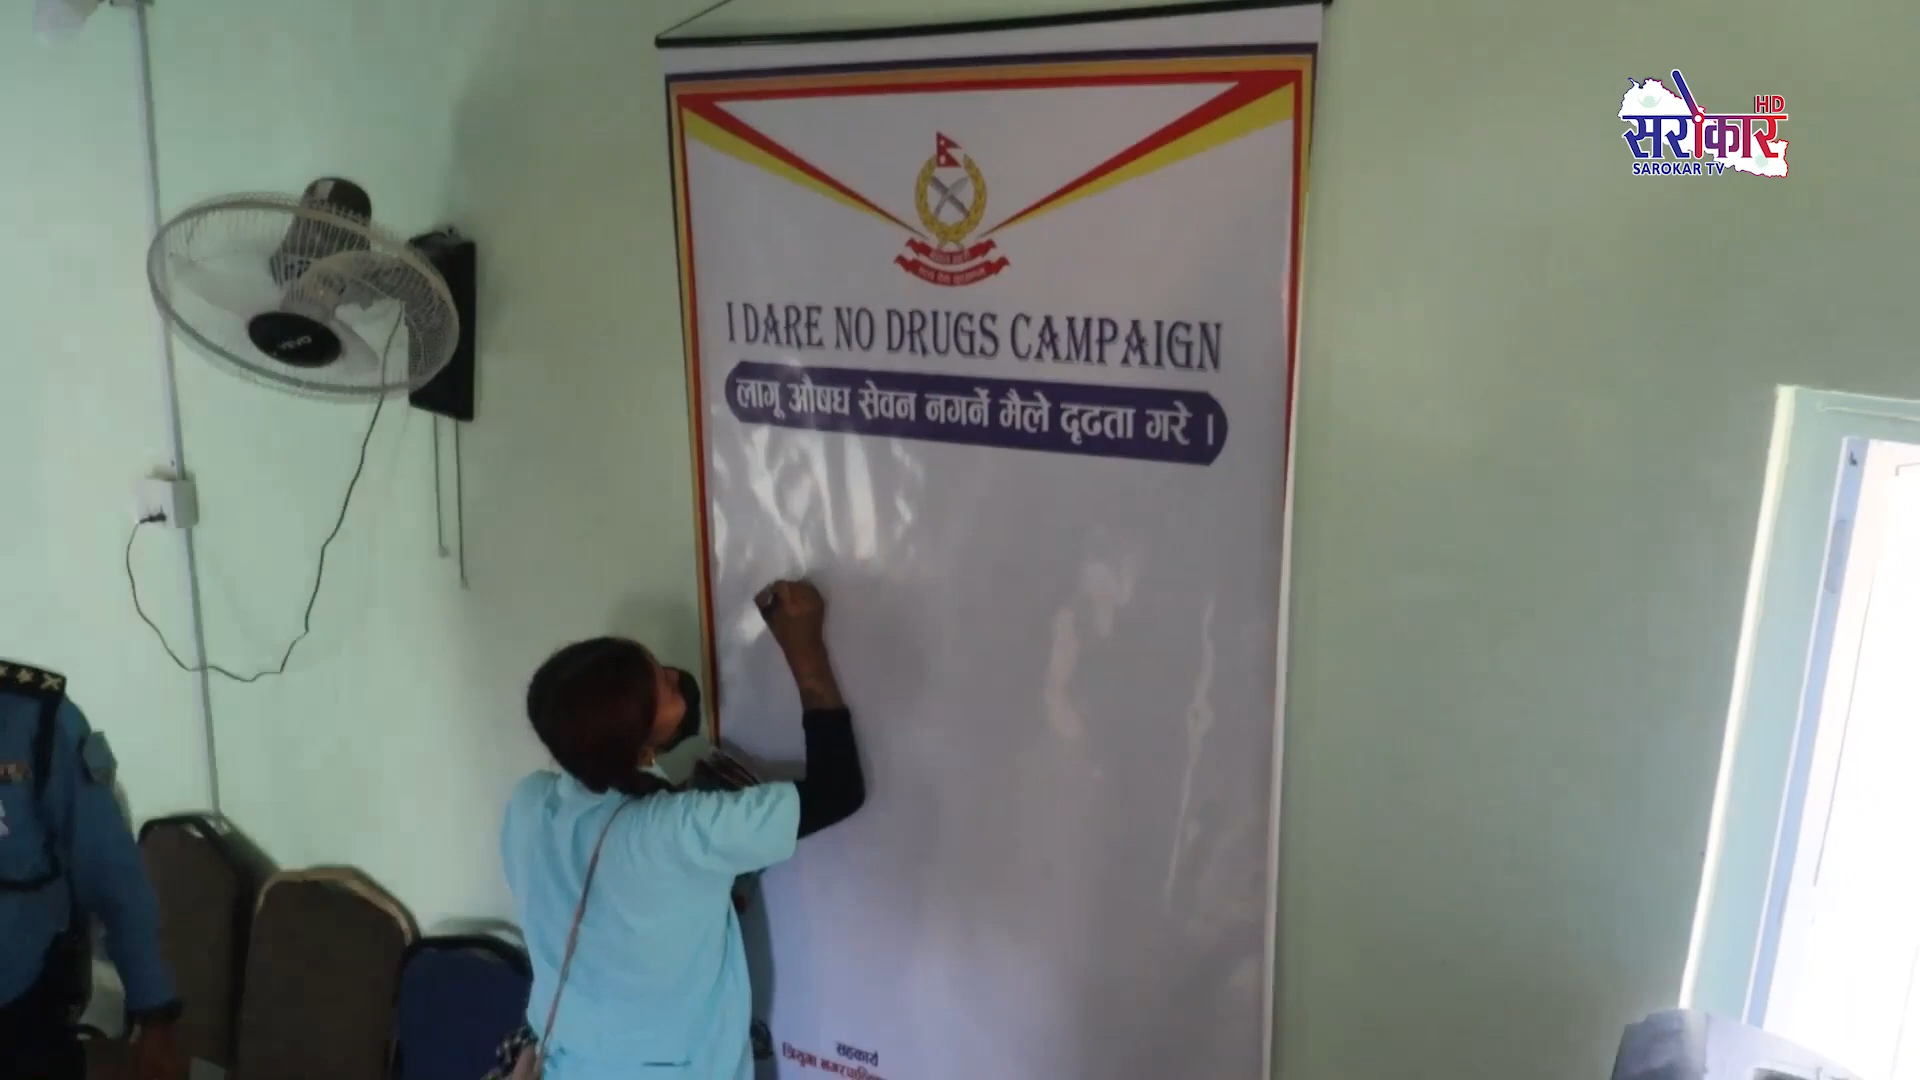 HD
सरोकार
SAROKAR TV
I DARE NO DRUGS CAMPAIGN
लागू औषध सेवन नगर्ने मैले दृढता गरे ।
सहकार्य
त्रियुगा